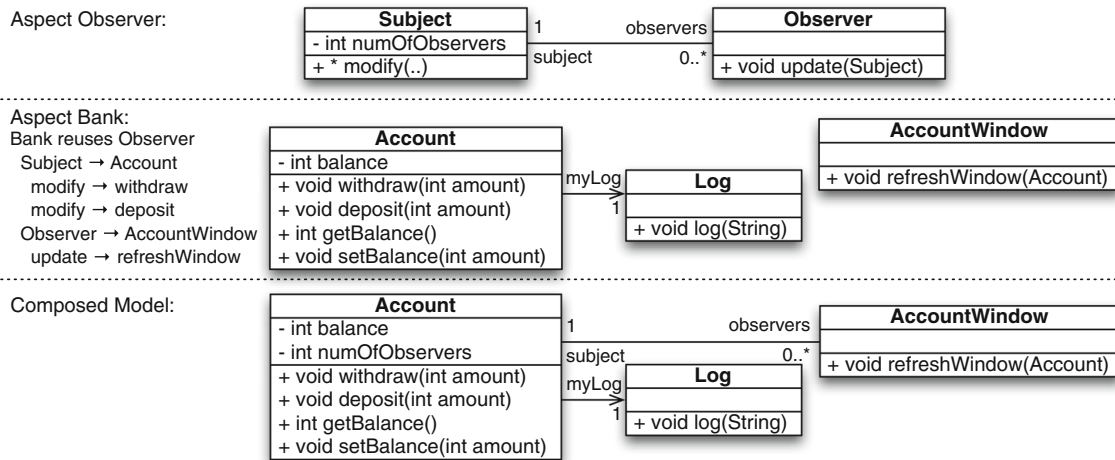 Aspect Observer:
Subject
- int numOfObservers
+ * modify(..)
1
subject
observers
0..*
Observer
+ void update(Subject)
Aspect Bank:
Bank reuses Observer
Subject → Account
modify → withdraw
modify → deposit
Observer → AccountWindow
update → refreshWindow
Account
- int balance
+ void withdraw(int amount)
+ void deposit(int amount)
+ int getBalance()
+ void setBalance(int amount)
myLog
1
Log
+ void log(String)
AccountWindow
+ void refreshWindow(Account)
Composed Model:
Account
- int balance
- int numOfObservers
+ void withdraw(int amount)
+ void deposit(int amount)
+ int getBalance()
+ void setBalance(int amount)
1
subject
observers
0..*
myLog
1
Log
+ void log(String)
AccountWindow
+ void refreshWindow(Account)